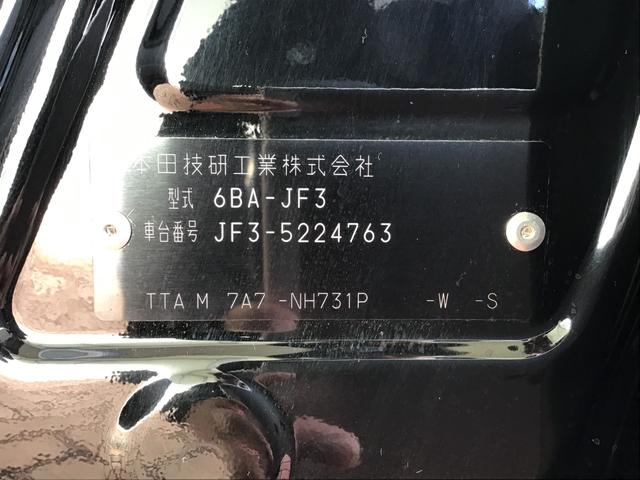 本田技研工業株式会社
型式 6BA-JF3
車台番号 JF3-5224763
TTA M 7A7 -NH731P -W -S